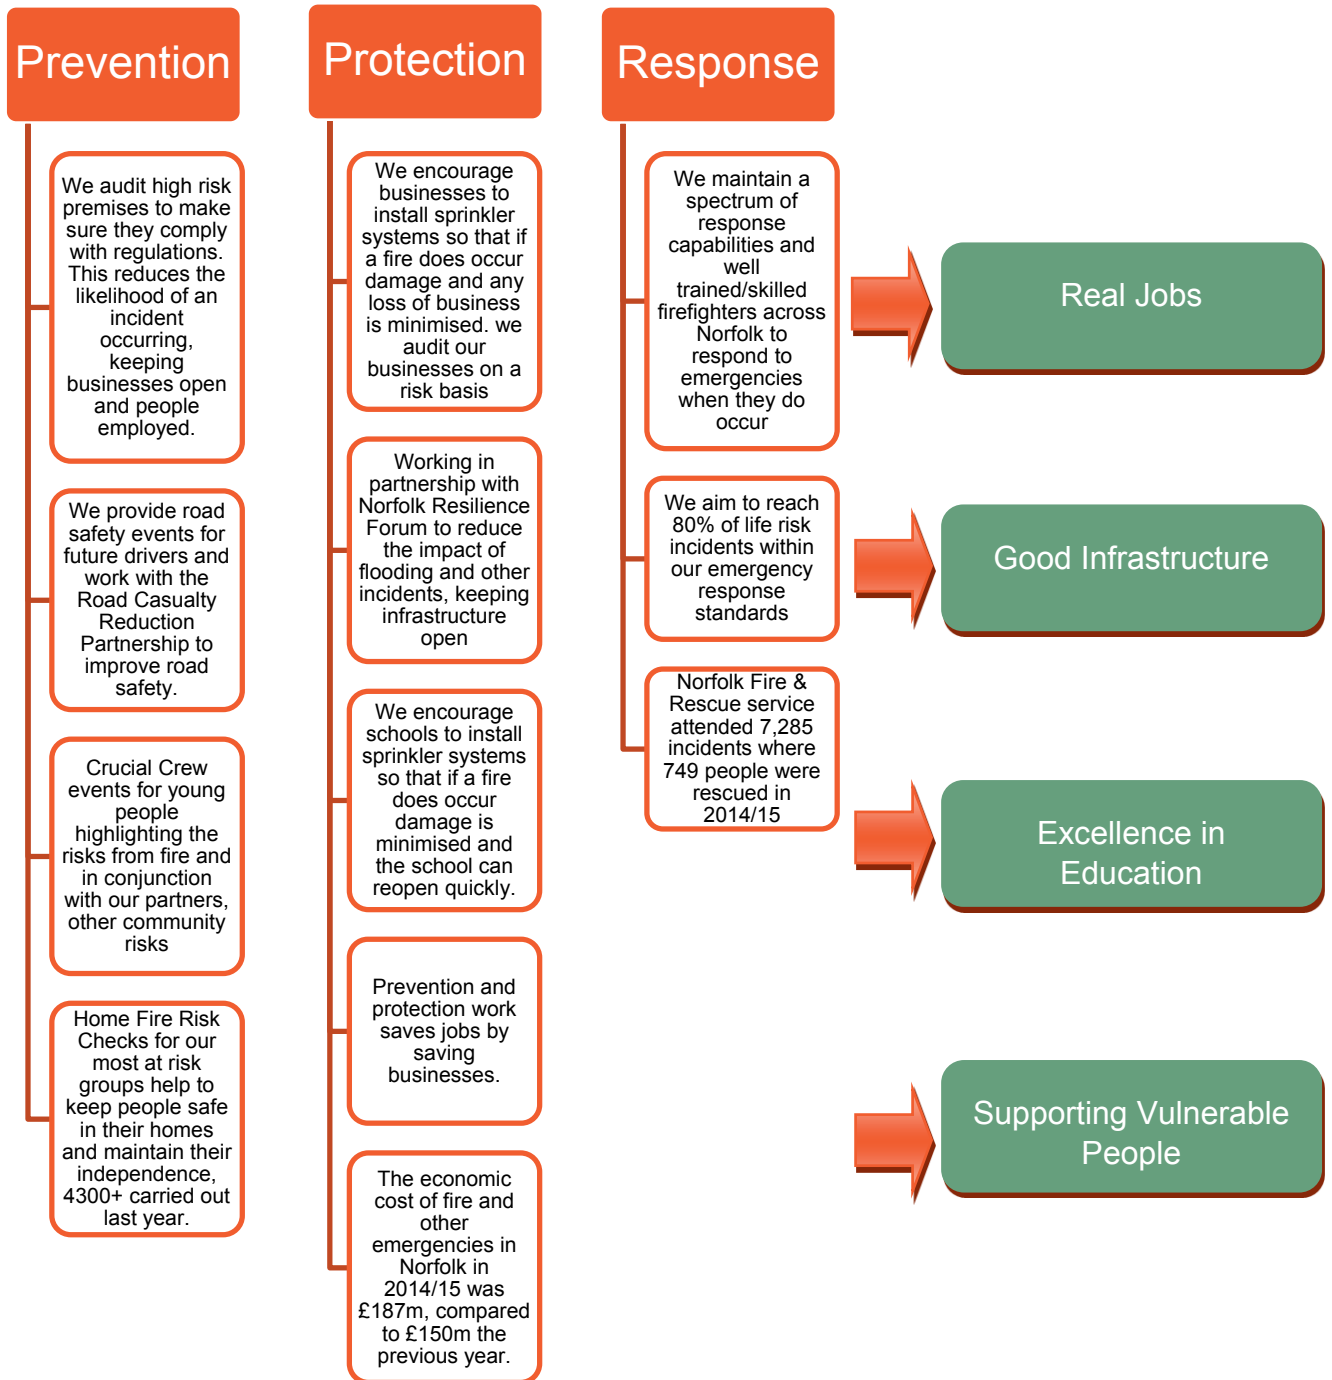 Prevention
We audit high risk
premises to make
sure they comply
with regulations.
This reduces the
likelihood of an
incident
occurring,
keeping
businesses open
and people
employed.
We provide road
safety events for
future drivers and
work with the
Road Casualty
Reduction
Partnership to
improve road
safety.
Crucial Crew
events for young
people
highlighting the
risks from fire and
in conjunction
with our partners,
other community
risks
Home Fire Risk
Checks for our
most at risk
groups help to
keep people safe
in their homes
and maintain their
independence,
4300+ carried out
last year.
Protection
We encourage
businesses to
install sprinkler
systems so that if
a fire does occur
damage and any
loss of business
is minimised. we
audit our
businesses on a
risk basis
Working in
partnership with
Norfolk Resilience
Forum to reduce
the impact of
flooding and other
incidents, keeping
infrastructure
open
We encourage
schools to install
sprinkler systems
so that if a fire
does occur
damage is
minimised and
the school can
reopen quickly.
Prevention and
protection work
saves jobs by
saving
businesses.
The economic
cost of fire and
other
emergencies in
Norfolk in
2014/15 was
£187m, compared
to £150m the
previous year.
Response
We maintain a
spectrum of
response
capabilities and
well
trained/skilled
firefighters across
Norfolk to
respond to
emergencies
when they do
occur
We aim to reach
80% of life risk
incidents within
our emergency
response
standards
Norfolk Fire &
Rescue service
attended 7,285
incidents where
749 people were
rescued in
2014/15
Real Jobs
Good Infrastructure
Excellence in
Education
Supporting Vulnerable
People